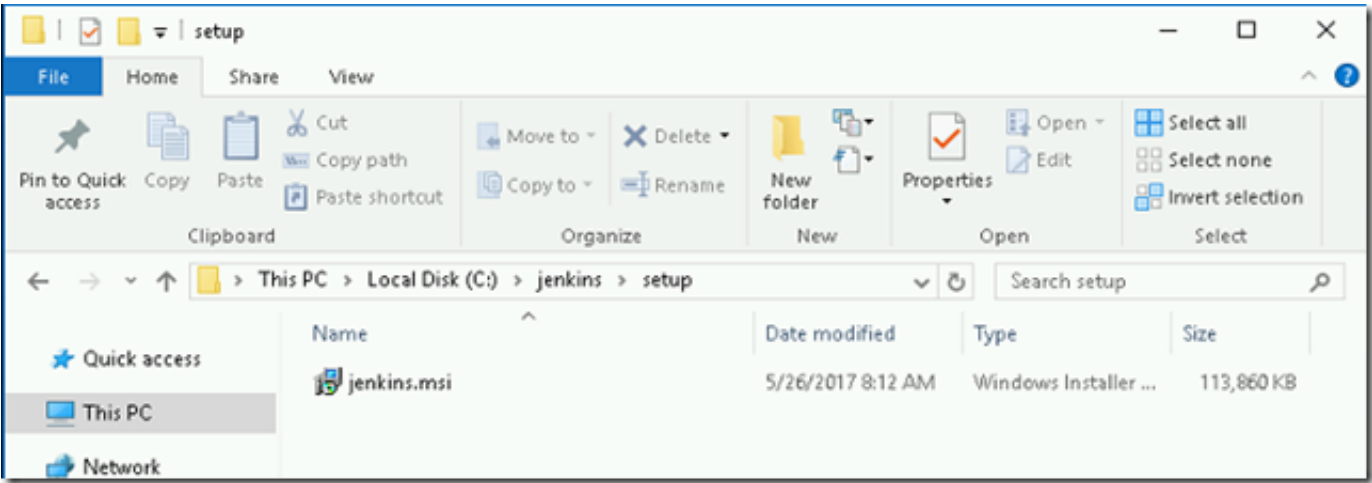 setup
File Home Share View
Cut
Copy path
Paste shortcut
Pin to Quick access
Copy
Paste
Clipboard
Move to
Copy to
Delete
Rename
Organize
New folder
New
Properties
Open
Edit
Open
Select all
Select none
Invert selection
Select
This PC > Local Disk (C:) > jenkins > setup
Search setup
Name Date modified Type Size
Quick access
jenkins.msi 5/26/2017 8:12 AM Windows Installer ... 113,860 KB
This PC
Network